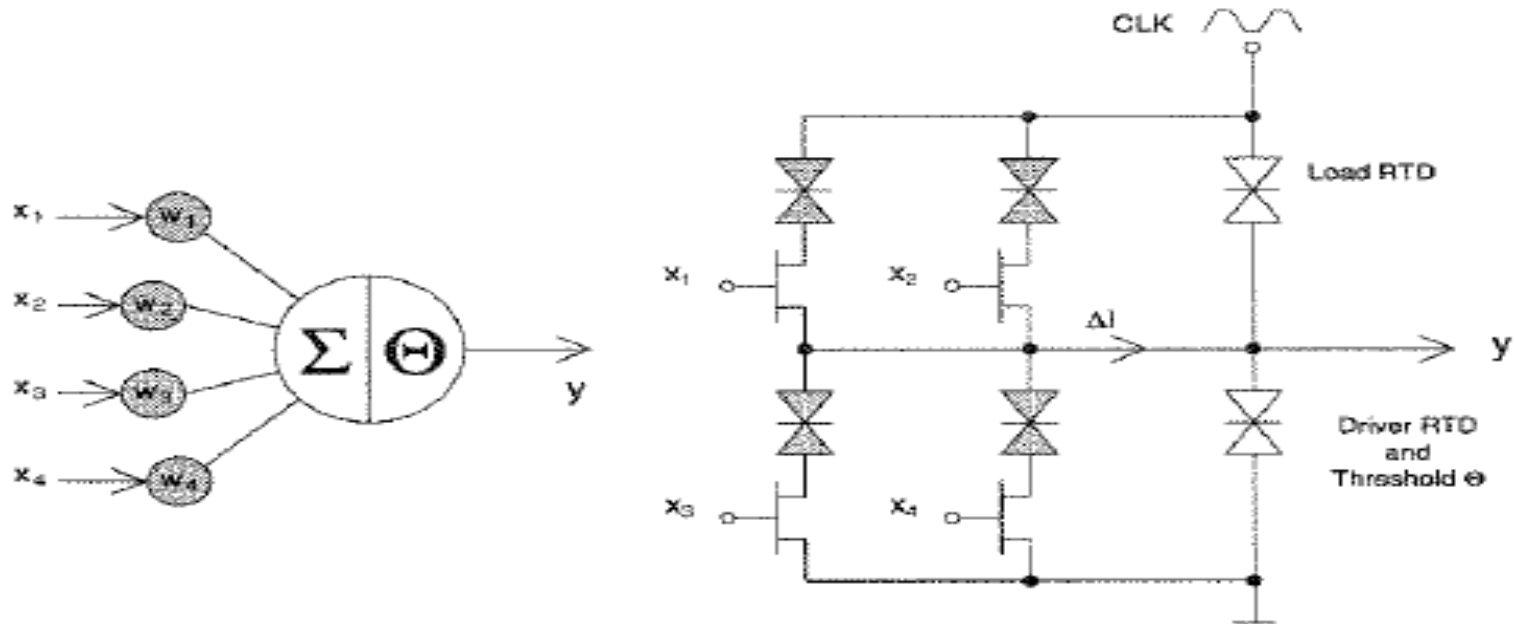 CLK
Load RTD
x₁
w₁
x₂
w₂
x₃
w₃
x₄
w₄
Σ Θ
y
x₁
x₂
ΔI
y
x₃
x₄
Driver RTD
and
Threshold Θ